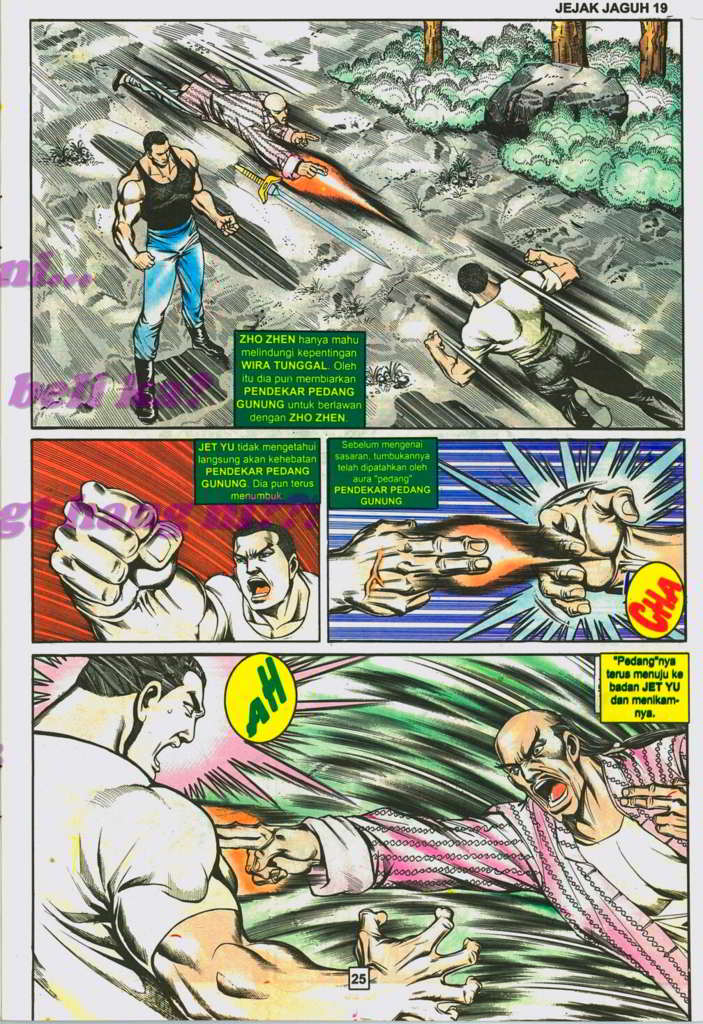 JEJAK JAGUH 19
ni...
ZHO ZHEN hanya mahu
melindungi kepentingan
WIRA TUNGGAL. Oleh
itu dia pun membiarkan
PENDEKAR PEDANG
GUNUNG untuk berlawan
dengan ZHO ZHEN.
beli ka?
JET YU tidak mengetahui
langsung akan kehebatan
PENDEKAR PEDANG
GUNUNG. Dia pun terus
menumbuk.
Sebelum mengenai
sasaran, tumbukannya
telah dipatahkan oleh
aura "pedang"
PENDEKAR PEDANG
GUNUNG.
CHA
AH
"Pedang"nya
terus menuju ke
badan JET YU
dan menikam-
nya.
25